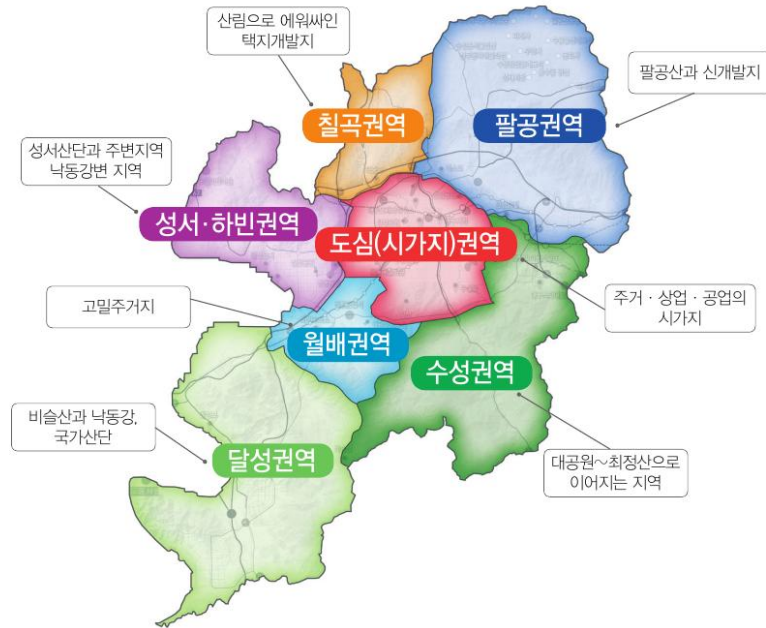 산림으로 에워싸인
택지개발지
팔공산과 신개발지
칠곡권역
팔공권역
성서산단과 주변지역
낙동강변 지역
성서·하빈권역
도심(시가지)권역
고밀주거지
주거·상업·공업의
시가지
월배권역
수성권역
비슬산과 낙동강,
국가산단
달성권역
대공원~최정산으로
이어지는 지역